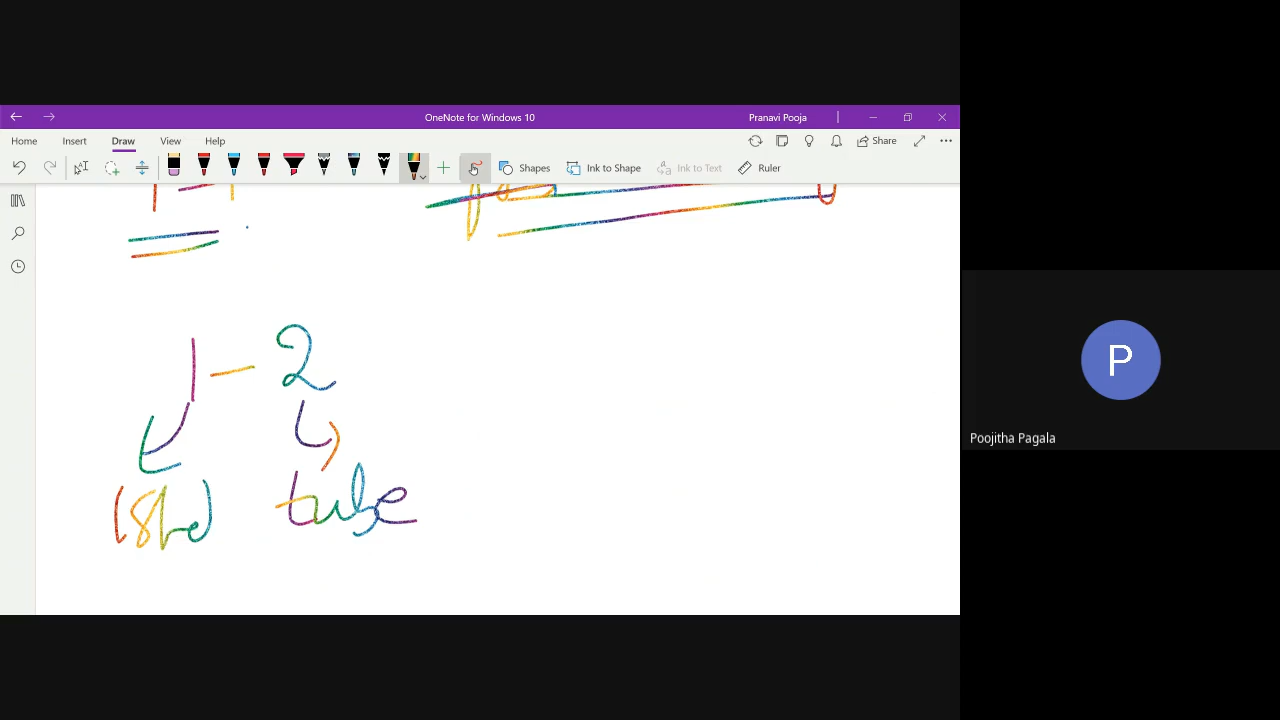 OneNote for Windows 10
Pranavi Pooja
Home Insert Draw View Help
Share
Shapes Ink to Shape Ink to Text Ruler
1 - 2
tube
P
Poojitha Pagala